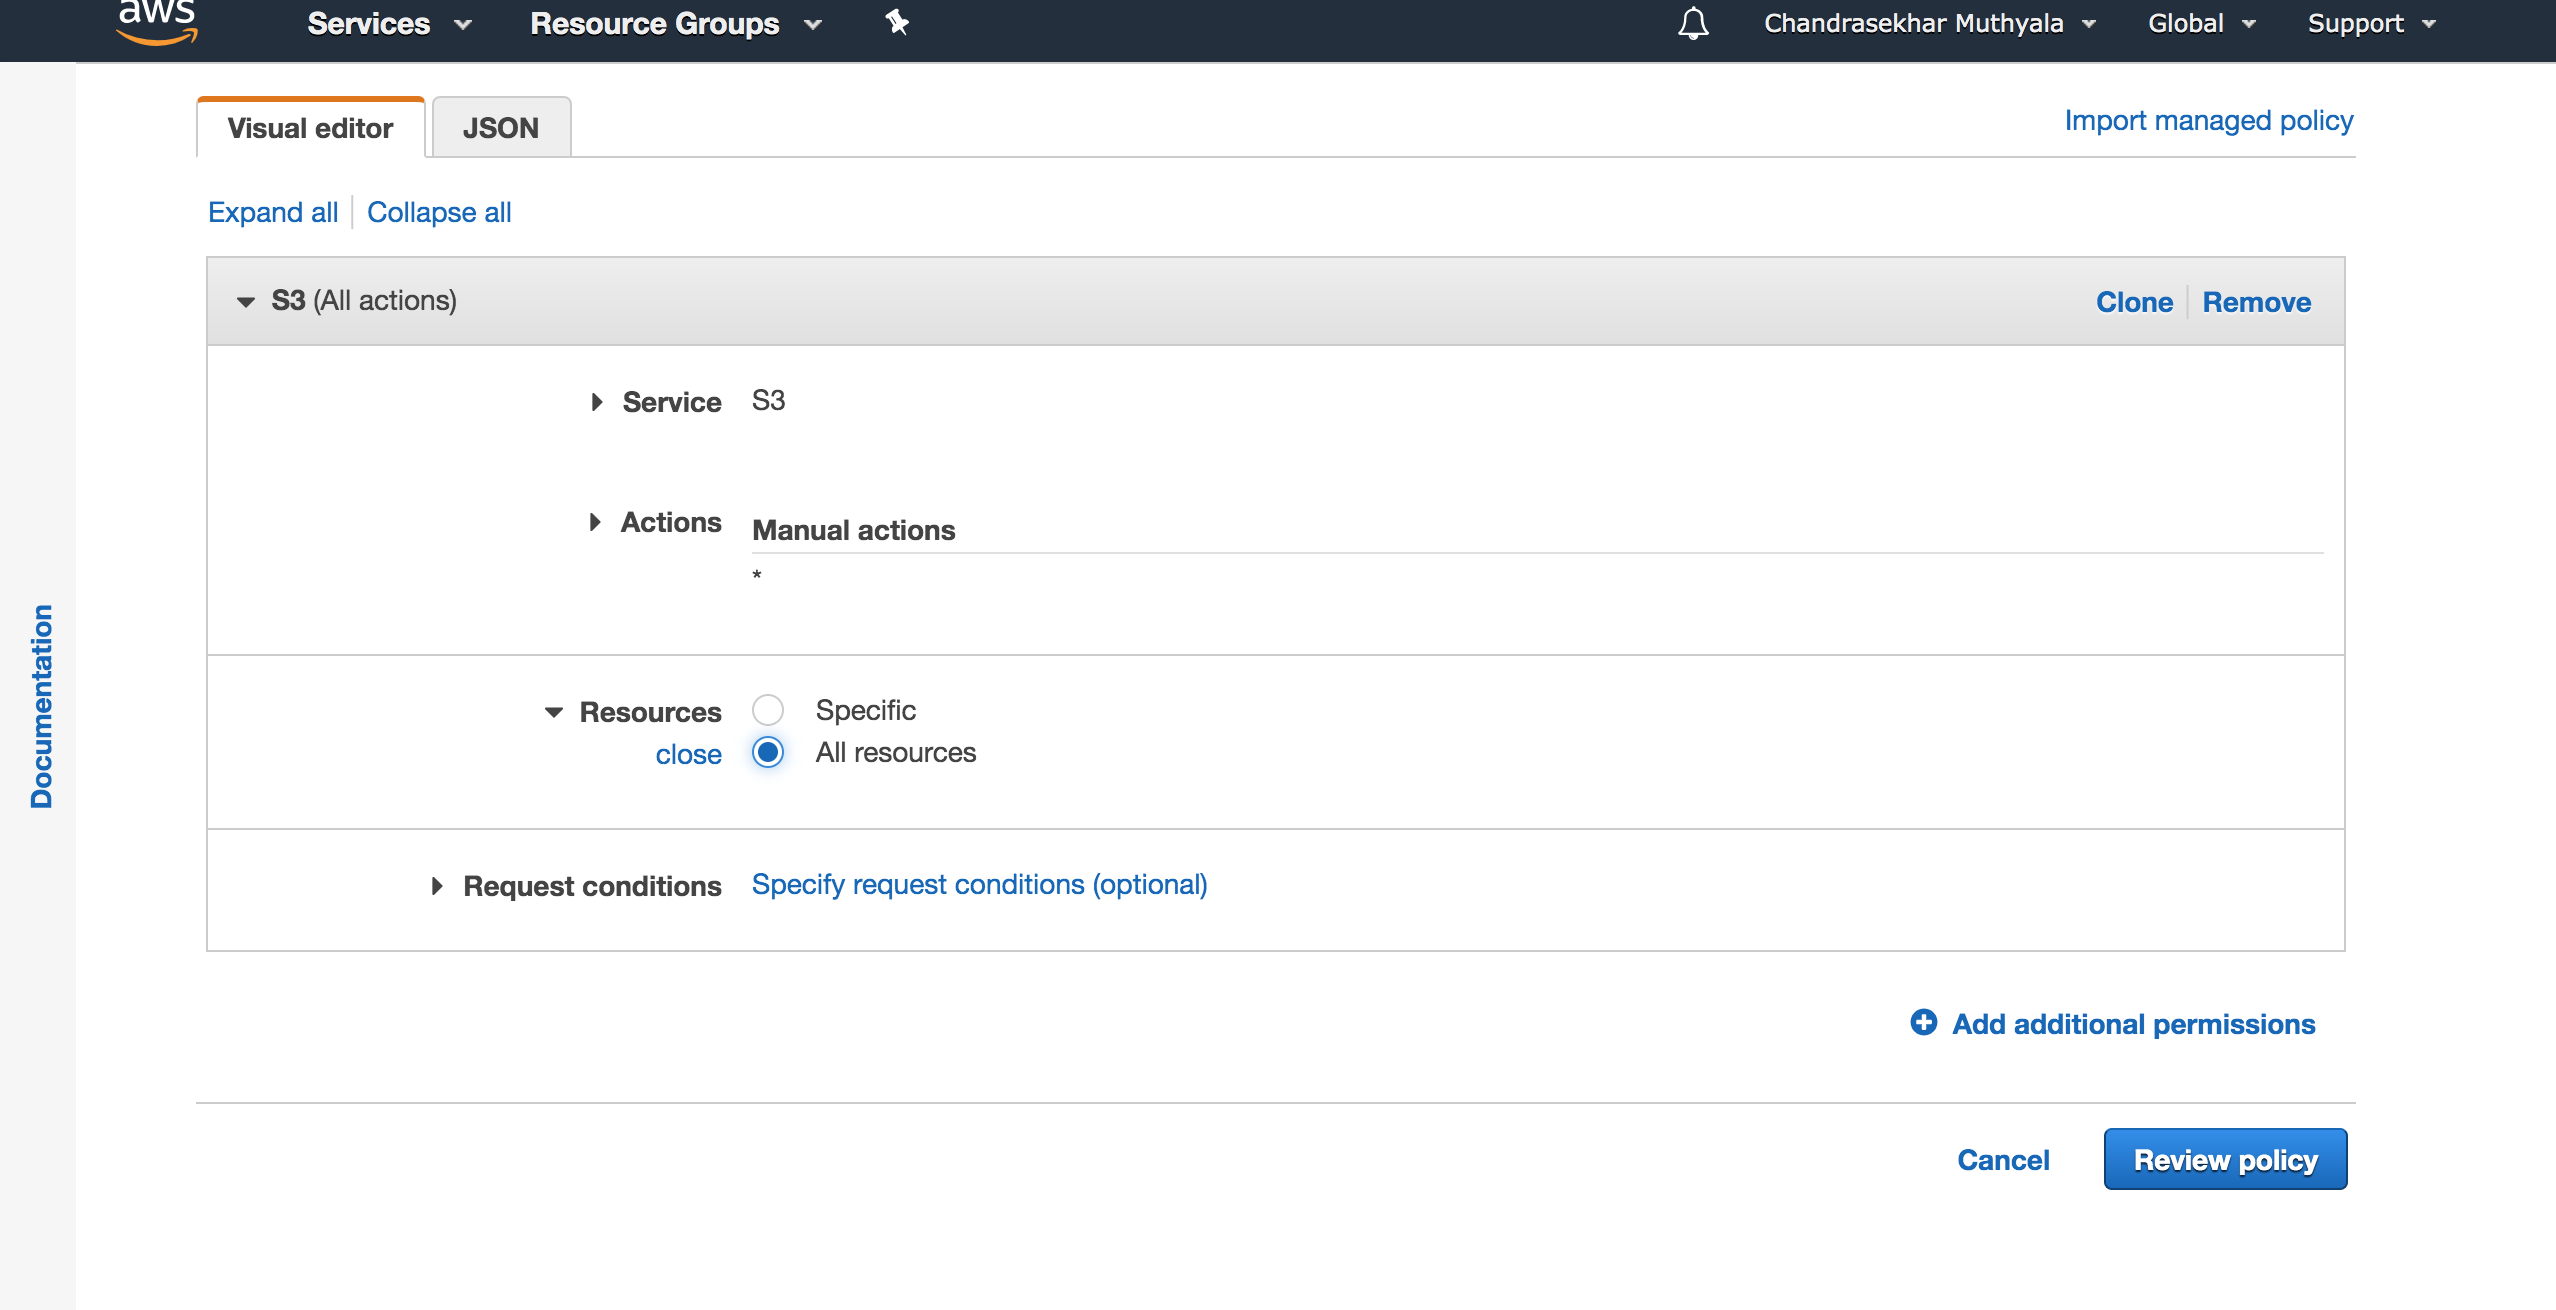 aws Services Resource Groups Chandrasekhar Muthyala Global Support
Visual editor JSON Import managed policy
Expand all Collapse all
S3 (All actions) Clone Remove
Service S3
Actions Manual actions
*
Documentation
Resources Specific
close All resources
Request conditions Specify request conditions (optional)
Add additional permissions
Cancel Review policy